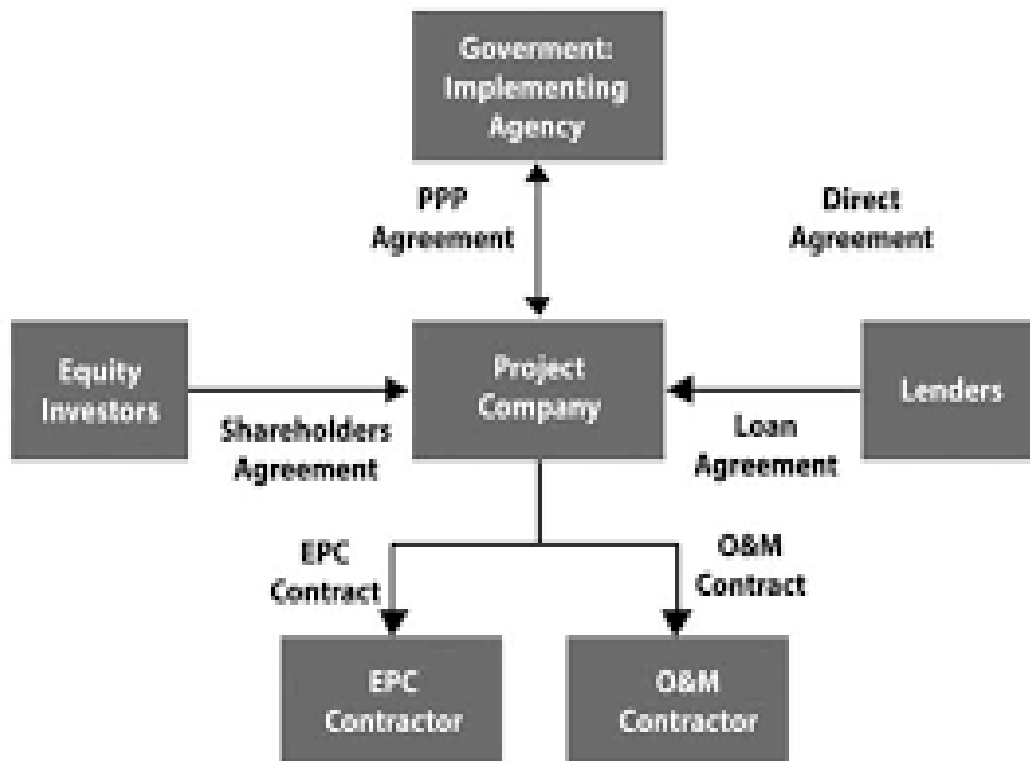 Goverment:
Implementing
Agency
PPP
Agreement
Direct
Agreement
Equity
Investors
Project
Company
Lenders
Shareholders
Agreement
Loan
Agreement
EPC
Contract
O&M
Contract
EPC
Contractor
O&M
Contractor